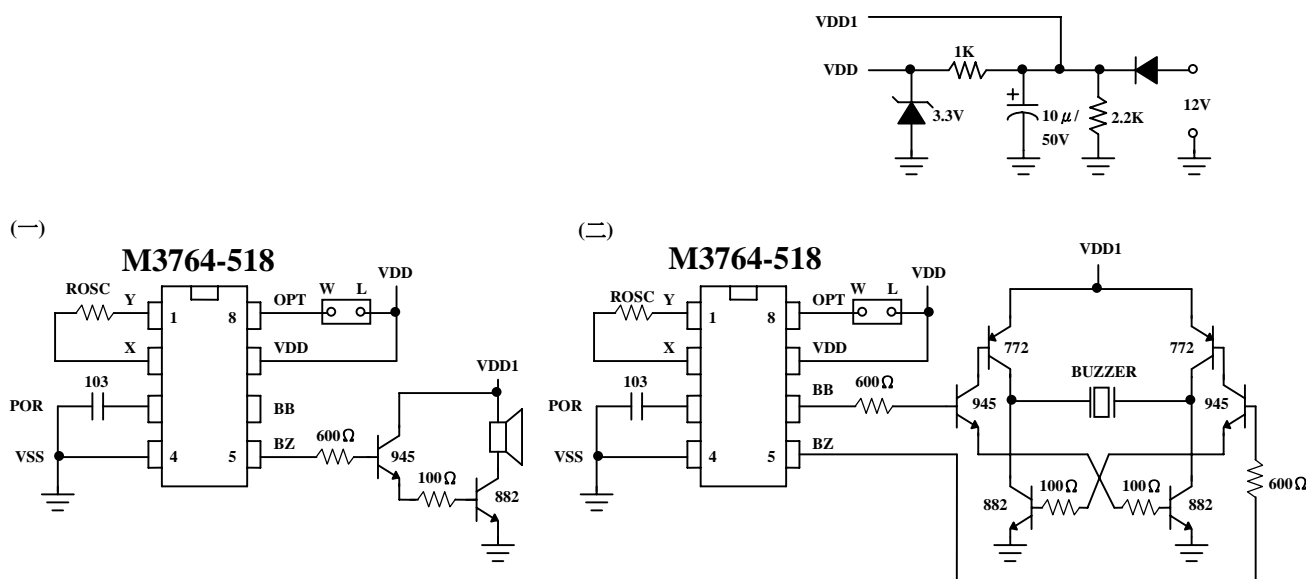 VDD1
VDD
1K
3.3V
10μ/
50V
2.2K
12V
(一)
M3764-518
ROSC
Y
1
8
OPT
W
L
VDD
X
VDD
103
POR
BB
VSS
4
5
BZ
600Ω
945
100Ω
882
VDD1
(二)
M3764-518
ROSC
Y
1
8
OPT
W
L
VDD
X
VDD
103
POR
BB
600Ω
VSS
4
5
BZ
VDD1
772
772
BUZZER
945
945
100Ω
100Ω
882
882
600Ω